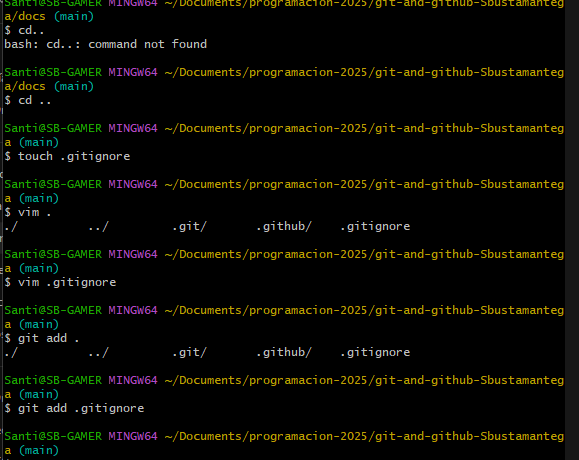 Santi@SB-GAMER MINGW64 ~/Documents/programacion-2025/git-and-github-Sbustamanteg
a/docs (main)
$ cd..
bash: cd..: command not found
Santi@SB-GAMER MINGW64 ~/Documents/programacion-2025/git-and-github-Sbustamanteg
a/docs (main)
$ cd ..
Santi@SB-GAMER MINGW64 ~/Documents/programacion-2025/git-and-github-Sbustamanteg
a (main)
$ touch .gitignore
Santi@SB-GAMER MINGW64 ~/Documents/programacion-2025/git-and-github-Sbustamanteg
a (main)
$ vim .
./ ../ .git/ .github/ .gitignore
Santi@SB-GAMER MINGW64 ~/Documents/programacion-2025/git-and-github-Sbustamanteg
a (main)
$ vim .gitignore
Santi@SB-GAMER MINGW64 ~/Documents/programacion-2025/git-and-github-Sbustamanteg
a (main)
$ git add .
./ ../ .git/ .github/ .gitignore
Santi@SB-GAMER MINGW64 ~/Documents/programacion-2025/git-and-github-Sbustamanteg
a (main)
$ git add .gitignore
Santi@SB-GAMER MINGW64 ~/Documents/programacion-2025/git-and-github-Sbustamanteg
a (main)